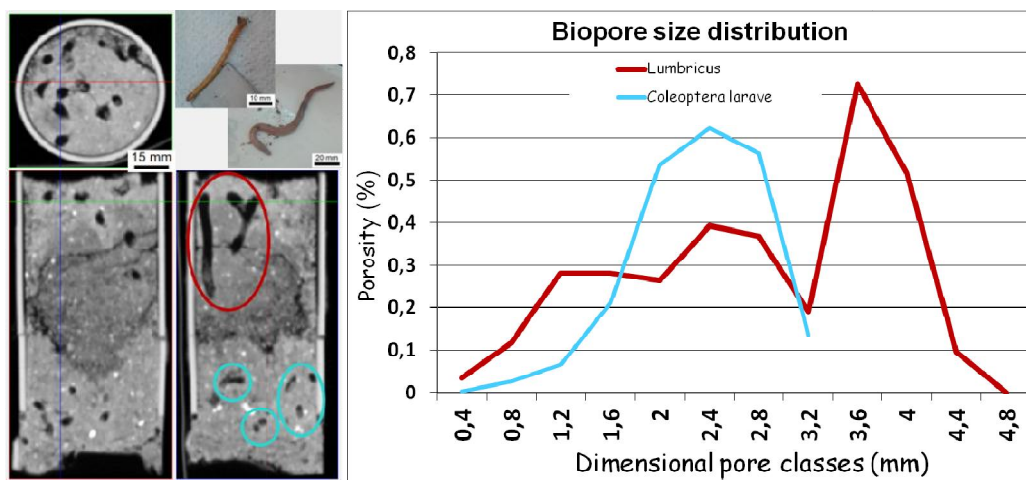 15 mm
10 mm
20 mm
Biopore size distribution
Lumbricus
Coleoptera larave
Porosity (%)
0,8
0,7
0,6
0,5
0,4
0,3
0,2
0,1
0
0,4
0,8
1,2
1,6
2
2,4
2,8
3,2
3,6
4
4,4
4,8
Dimensional pore classes (mm)